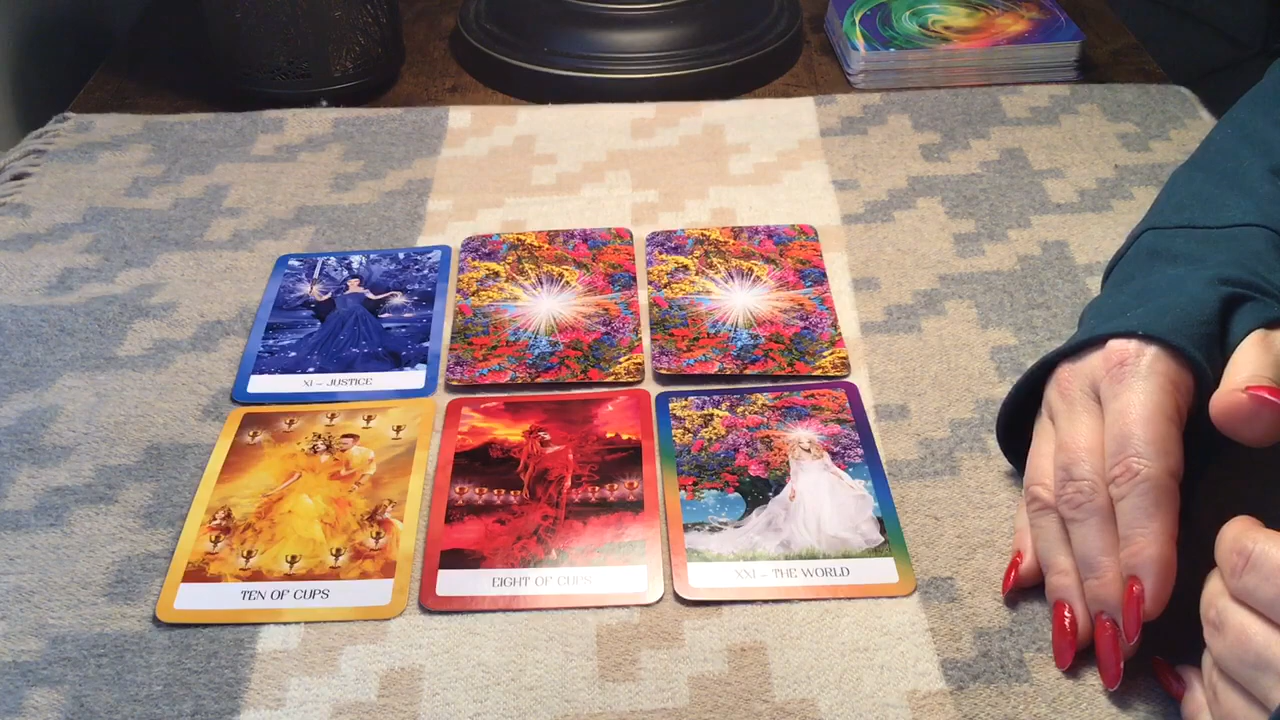 XI – JUSTICE
TEN OF CUPS
EIGHT OF CUPS
XXI – THE WORLD